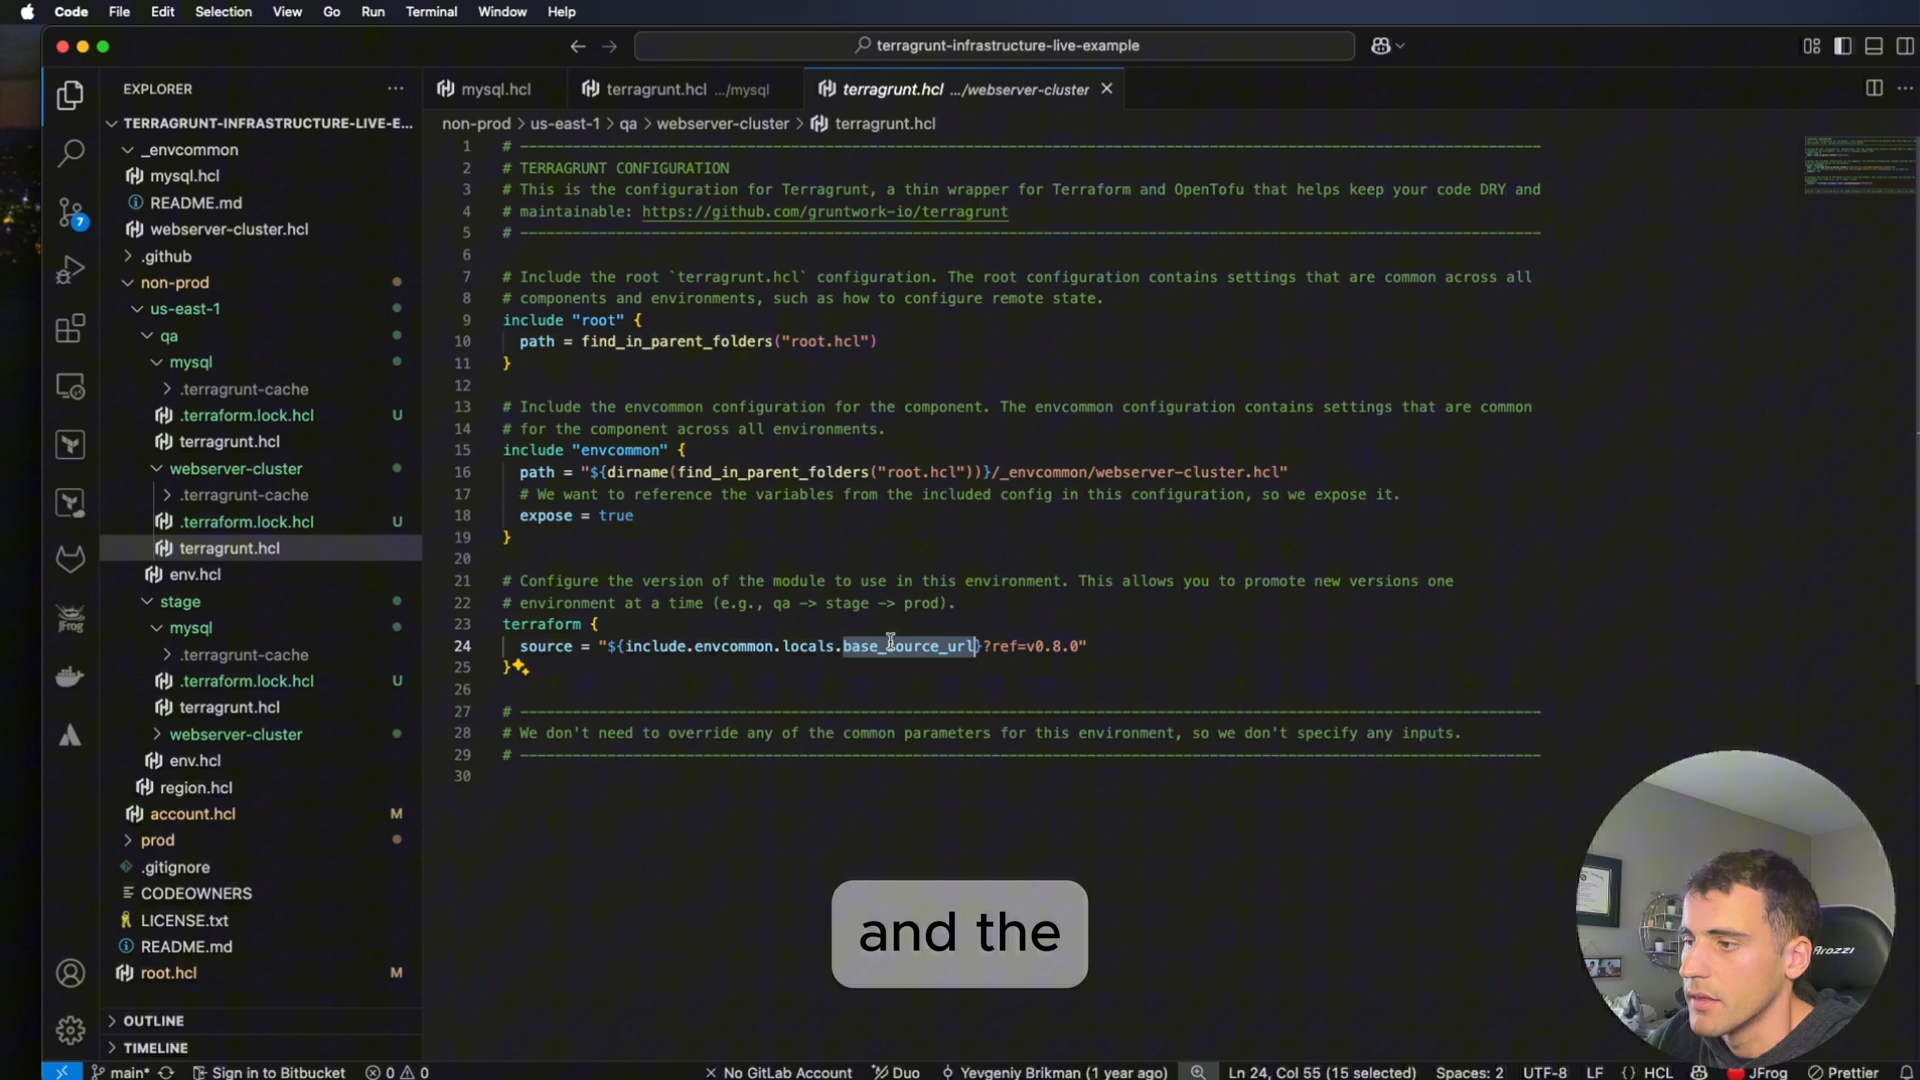 Code File Edit Selection View Go Run Terminal Window Help
terragrunt-infrastructure-live-example
EXPLORER
mysql.hcl
terragrunt.hcl .../mysql
terragrunt.hcl .../webserver-cluster
non-prod > us-east-1 > qa > webserver-cluster > terragrunt.hcl
TERRAGRUNT-INFRASTRUCTURE-LIVE-E...
_envcommon
mysql.hcl
README.md
webserver-cluster.hcl
.github
non-prod
us-east-1
qa
mysql
.terragrunt-cache
.terraform.lock.hcl U
terragrunt.hcl
webserver-cluster
.terragrunt-cache
.terraform.lock.hcl U
terragrunt.hcl
env.hcl
stage
mysql
.terragrunt-cache
.terraform.lock.hcl U
terragrunt.hcl
webserver-cluster
env.hcl
region.hcl
account.hcl M
prod
.gitignore
CODEOWNERS
LICENSE.txt
README.md
root.hcl M
OUTLINE
TIMELINE
7
JFrog
1 # ----------------------------------------------------------------------
2 # TERRAGRUNT CONFIGURATION
3 # This is the configuration for Terragrunt, a thin wrapper for Terraform and OpenTofu that helps keep your code DRY and
4 # maintainable: https://github.com/gruntwork-io/terragrunt
5 # ----------------------------------------------------------------------
6
7 # Include the root `terragrunt.hcl` configuration. The root configuration contains settings that are common across all
8 # components and environments, such as how to configure remote state.
9 include "root" {
10 path = find_in_parent_folders("root.hcl")
11 }
12
13 # Include the envcommon configuration for the component. The envcommon configuration contains settings that are common
14 # for the component across all environments.
15 include "envcommon" {
16 path = "${dirname(find_in_parent_folders("root.hcl"))}/_envcommon/webserver-cluster.hcl"
17 # We want to reference the variables from the included config in this configuration, so we expose it.
18 expose = true
19 }
20
21 # Configure the version of the module to use in this environment. This allows you to promote new versions one
22 # environment at a time (e.g., qa -> stage -> prod).
23 terraform {
24 source = "${include.envcommon.locals.base_source_url}?ref=v0.8.0"
25 }
26
27 # ----------------------------------------------------------------------
28 # We don't need to override any of the common parameters for this environment, so we don't specify any inputs.
29 # ----------------------------------------------------------------------
30
and the
Arozzi
main* Sign in to Bitbucket 0 0 No GitLab Account Duo Yevgeniy Brikman (1 year ago) Ln 24, Col 55 (15 selected) Spaces: 2 UTF-8 LF {} HCL JFrog Prettier